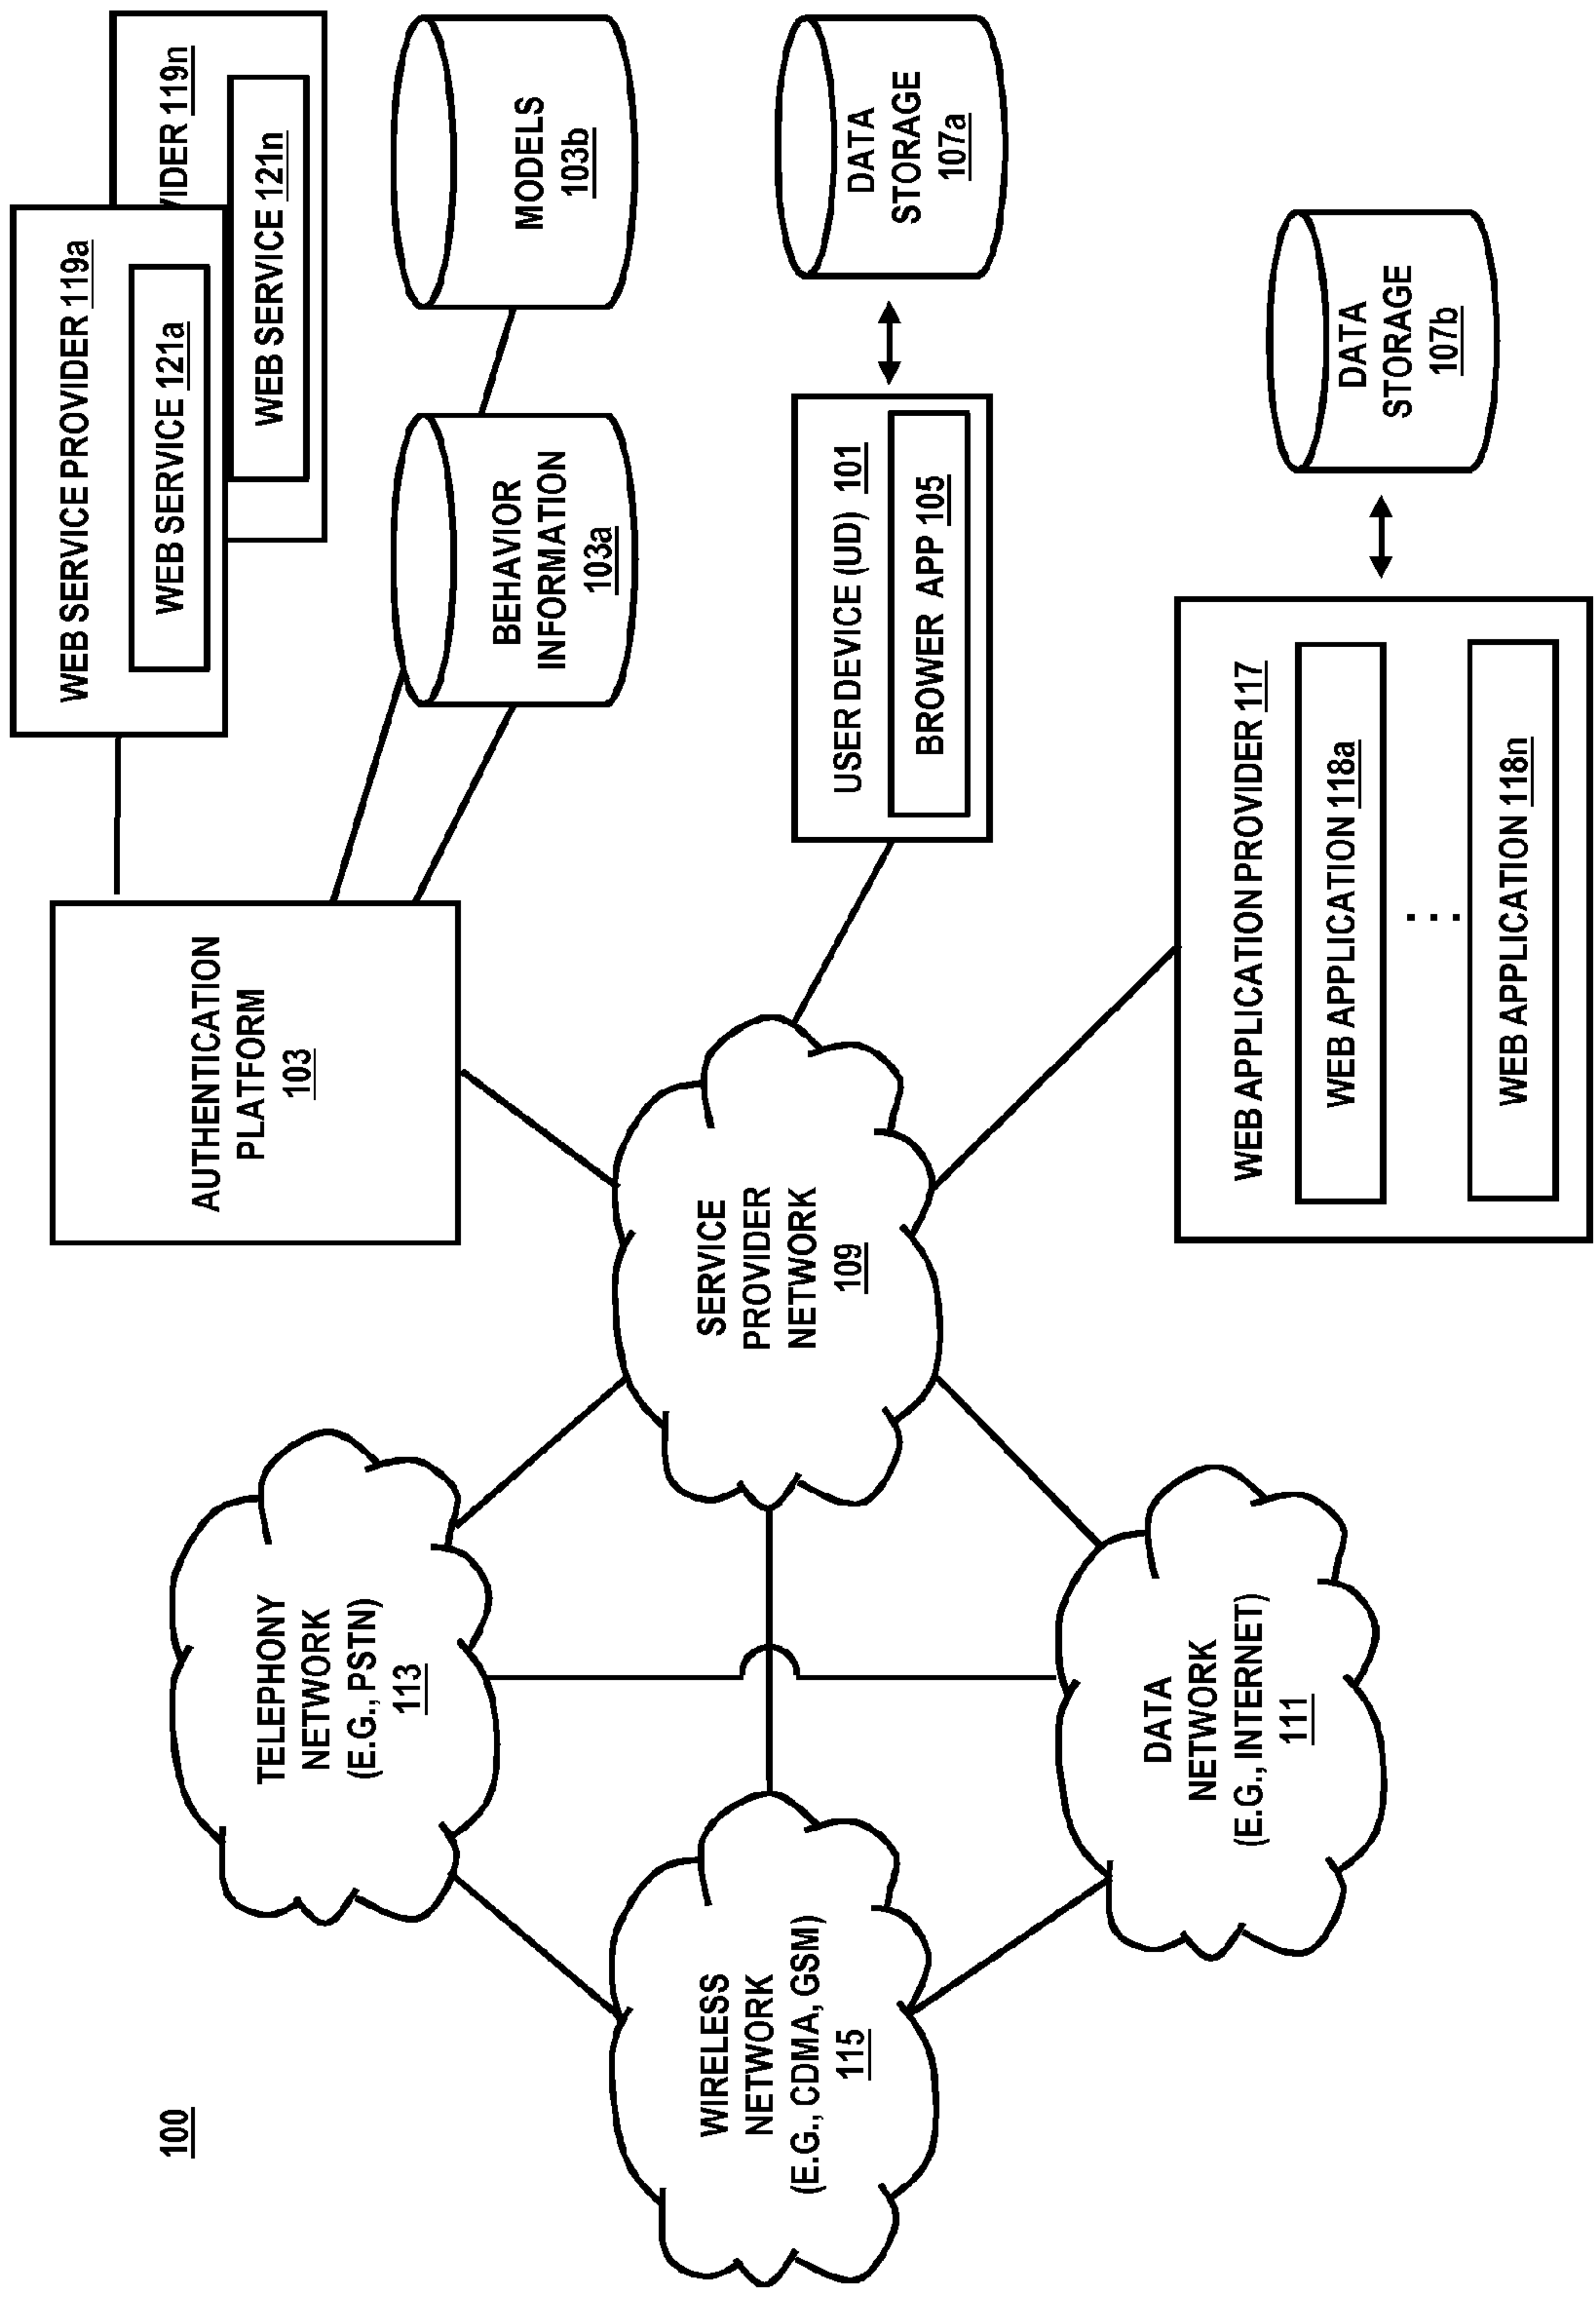 100
TELEPHONY
NETWORK
(E.G., PSTN)
113
WIRELESS
NETWORK
(E.G., CDMA, GSM)
115
DATA
NETWORK
(E.G., INTERNET)
111
SERVICE
PROVIDER
NETWORK
109
AUTHENTICATION
PLATFORM
103
WEB SERVICE PROVIDER 119a
WEB SERVICE 121a
VIDER 119n
WEB SERVICE 121n
BEHAVIOR
INFORMATION
103a
MODELS
103b
USER DEVICE (UD) 101
BROWER APP 105
DATA
STORAGE
107a
WEB APPLICATION PROVIDER 117
WEB APPLICATION 118a
...
WEB APPLICATION 118n
DATA
STORAGE
107b